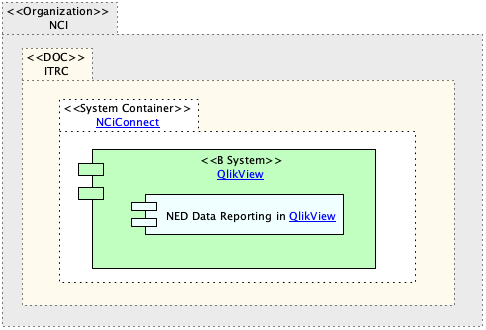 <<Organization>>
NCI
<<DOC>>
ITRC
<<System Container>>
NCiConnect
<<B System>>
QlikView
NED Data Reporting in QlikView